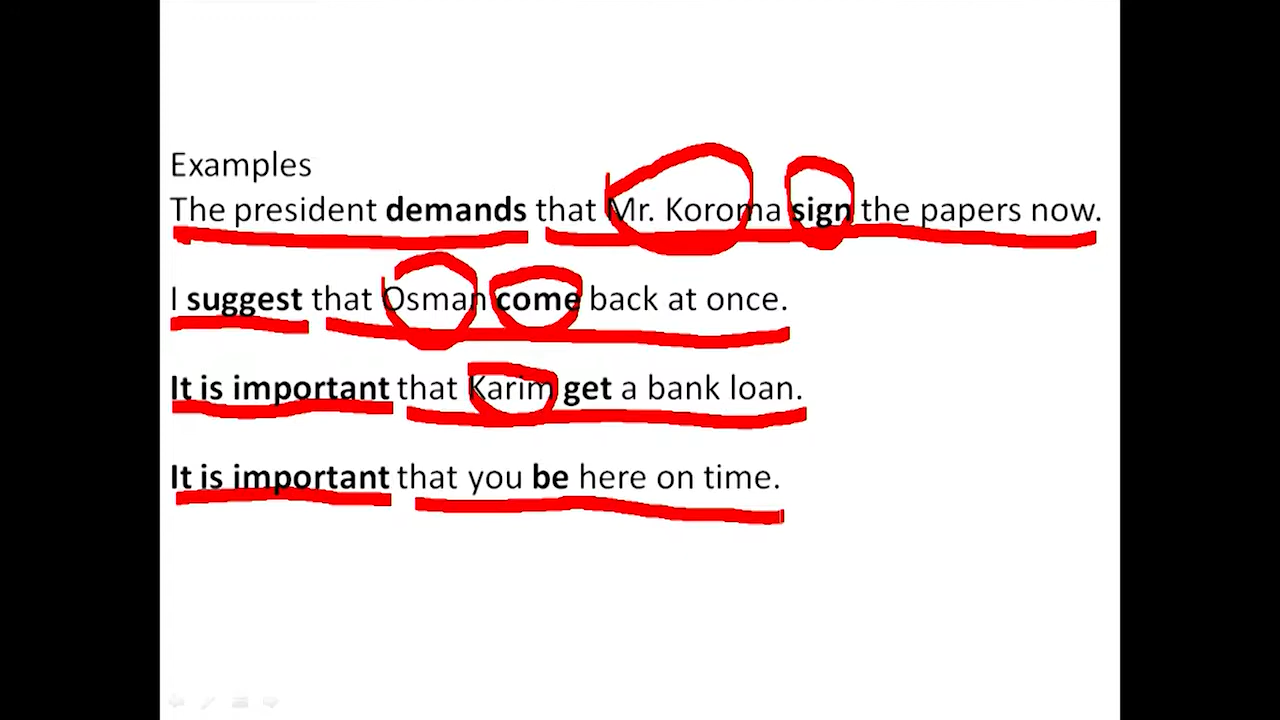 Examples
The president demands that Mr. Koroma sign the papers now.
I suggest that Osman come back at once.
It is important that Karim get a bank loan.
It is important that you be here on time.